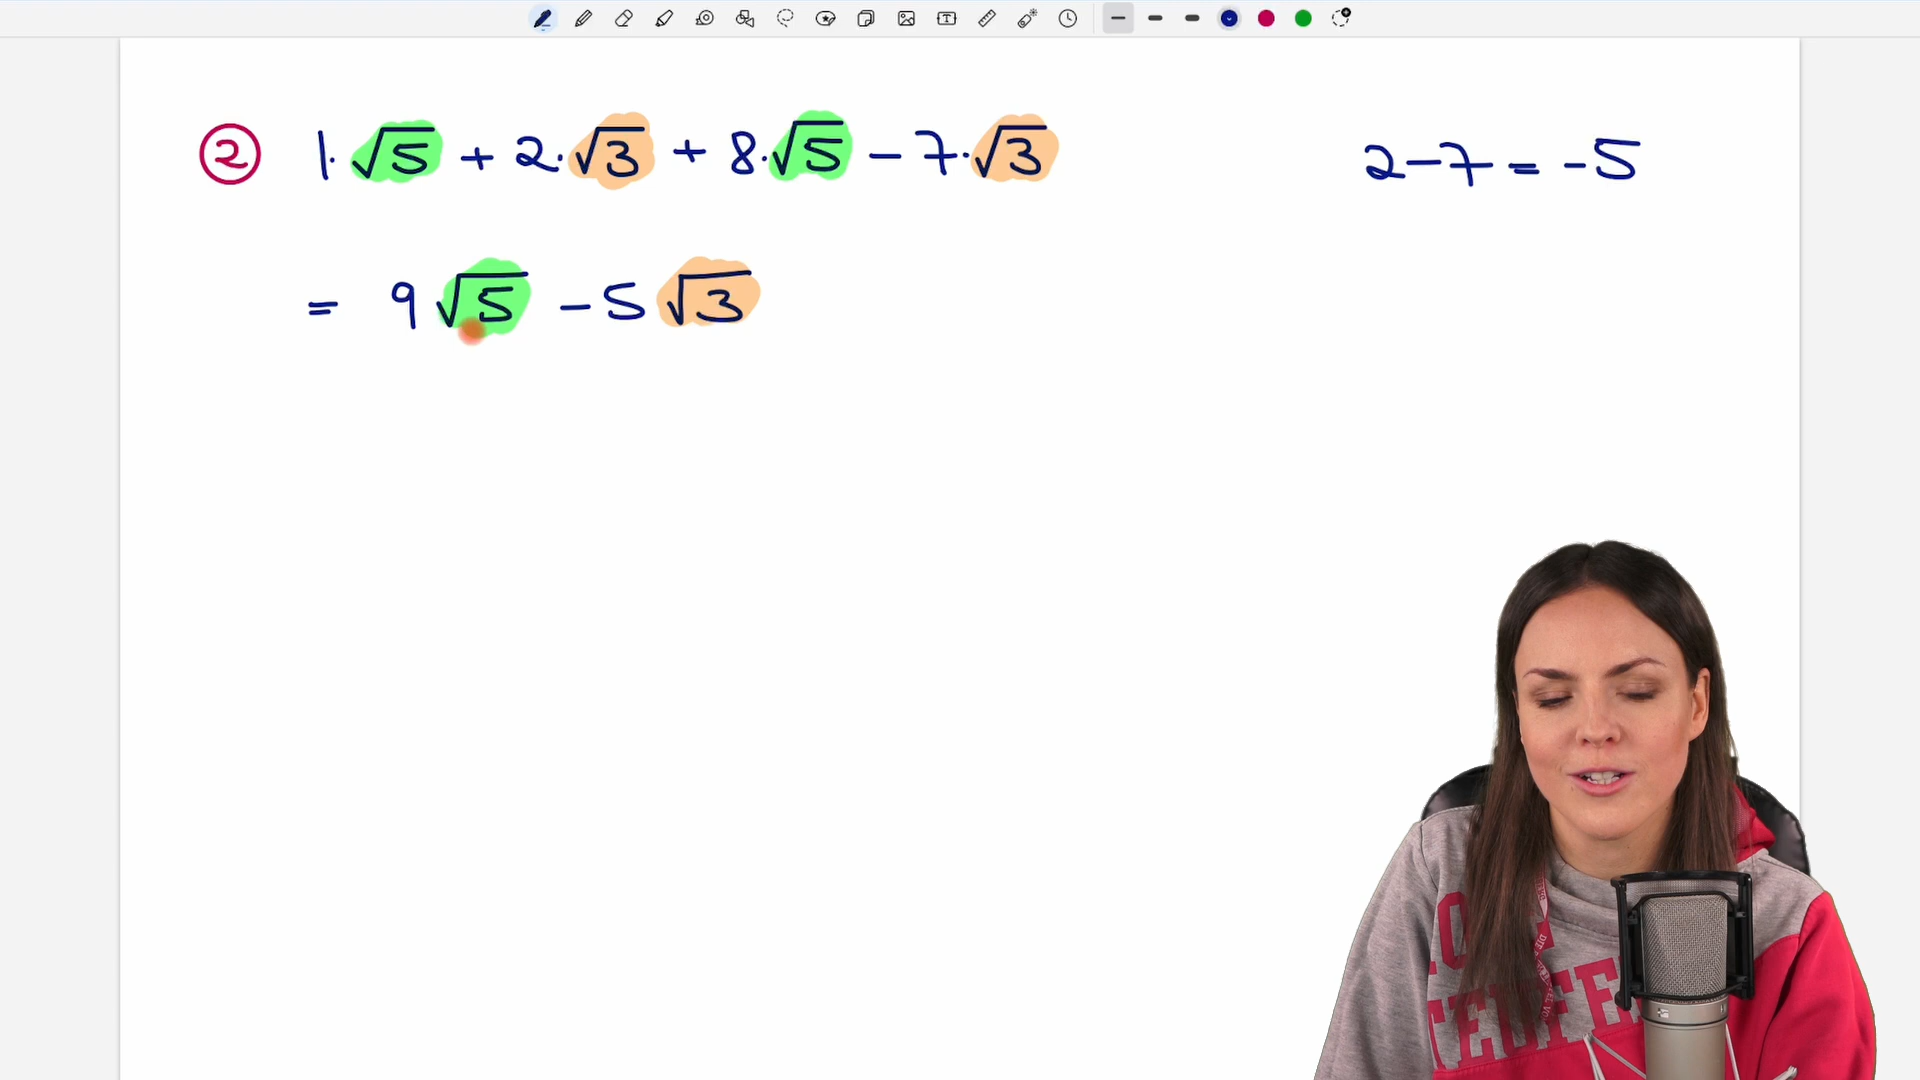 ② 1·√5 + 2·√3 + 8·√5 − 7·√3
2−7 = −5
= 9√5 − 5√3